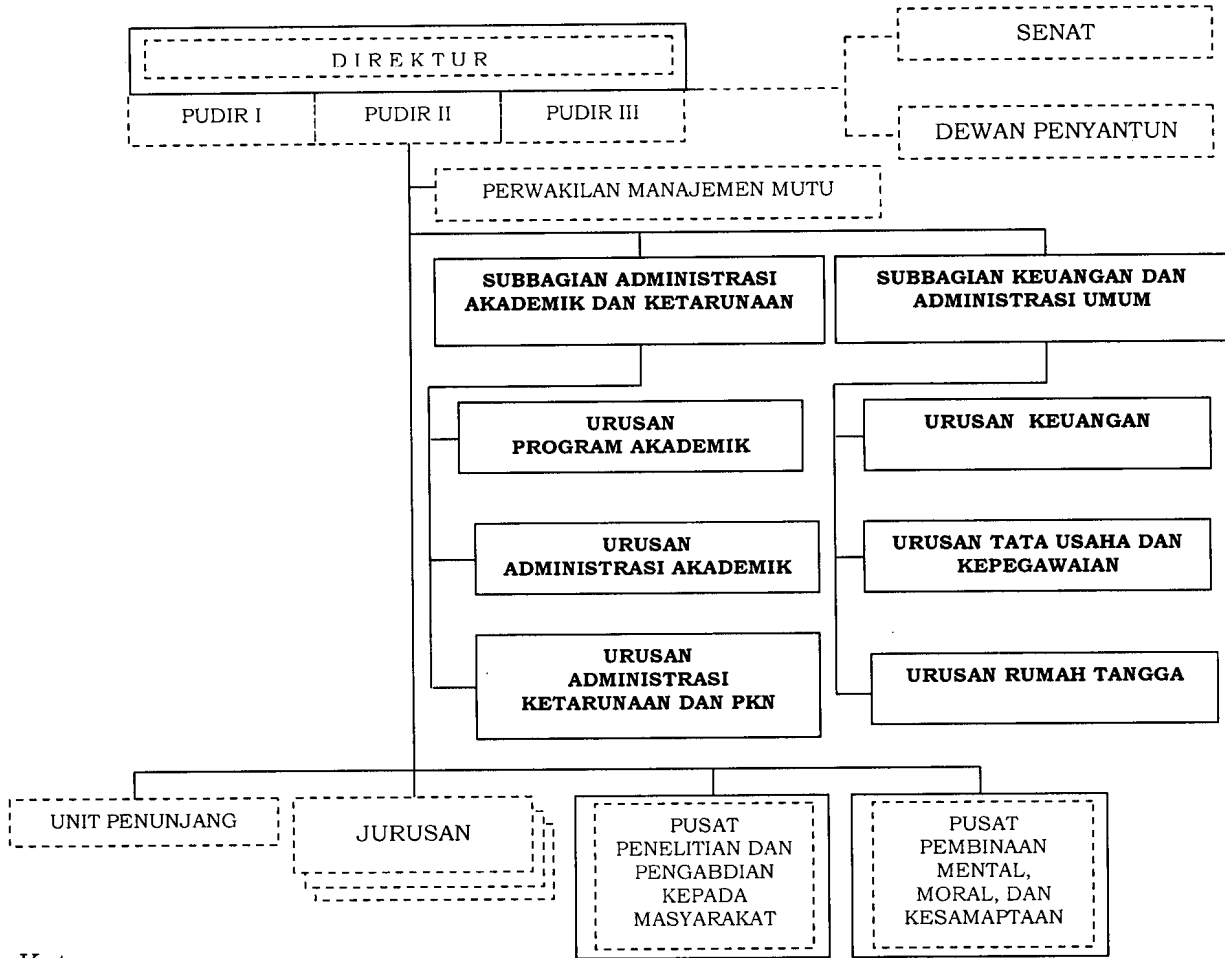 DIREKTUR
SENAT
PUDIR I
PUDIR II
PUDIR III
DEWAN PENYANTUN
PERWAKILAN MANAJEMEN MUTU
SUBBAGIAN ADMINISTRASI
AKADEMIK DAN KETARUNAAN
SUBBAGIAN KEUANGAN DAN
ADMINISTRASI UMUM
URUSAN
PROGRAM AKADEMIK
URUSAN KEUANGAN
URUSAN
ADMINISTRASI AKADEMIK
URUSAN TATA USAHA DAN
KEPEGAWAIAN
URUSAN
ADMINISTRASI
KETARUNAAN DAN PKN
URUSAN RUMAH TANGGA
UNIT PENUNJANG
JURUSAN
PUSAT
PENELITIAN DAN
PENGABDIAN
KEPADA
MASYARAKAT
PUSAT
PEMBINAAN
MENTAL,
MORAL, DAN
KESAMAPTAAN